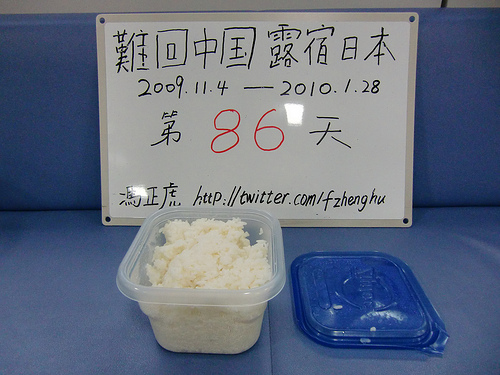 難回中国 露宿日本
2009.11.4 — 2010.1.28
第 86 天
馮正虎 http://twitter.com/fzhenghu